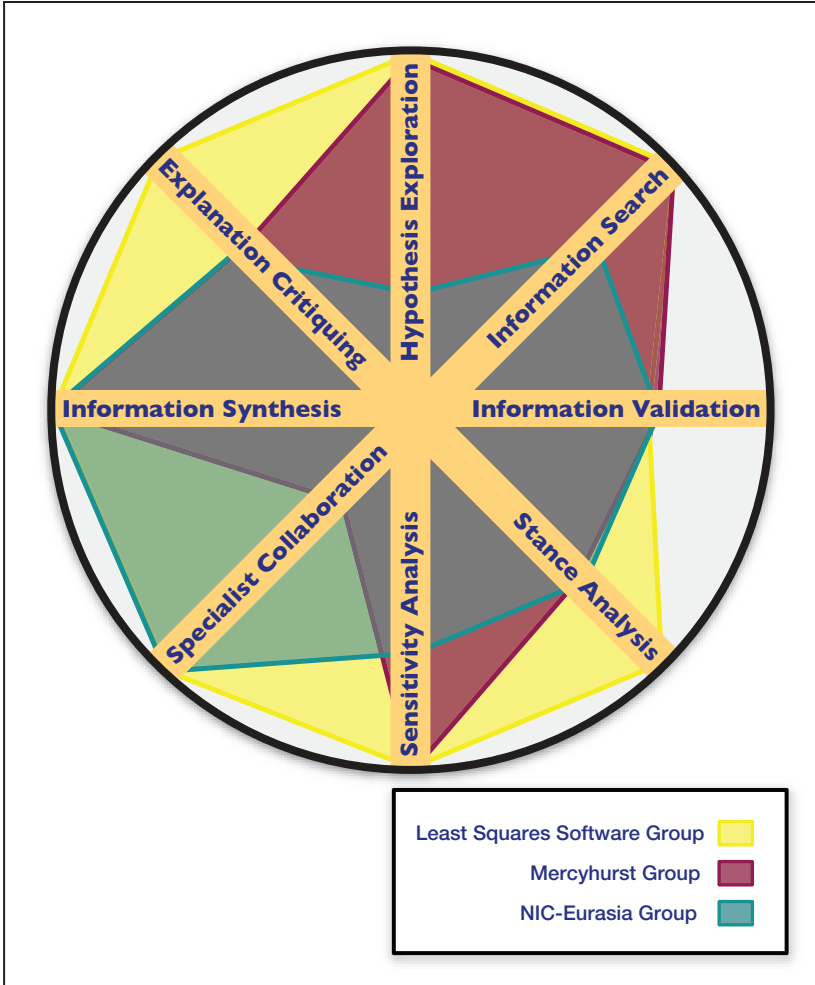 Hypothesis Exploration
Information Search
Information Validation
Stance Analysis
Sensitivity Analysis
Specialist Collaboration
Information Synthesis
Explanation Critiquing
Least Squares Software Group
Mercyhurst Group
NIC-Eurasia Group